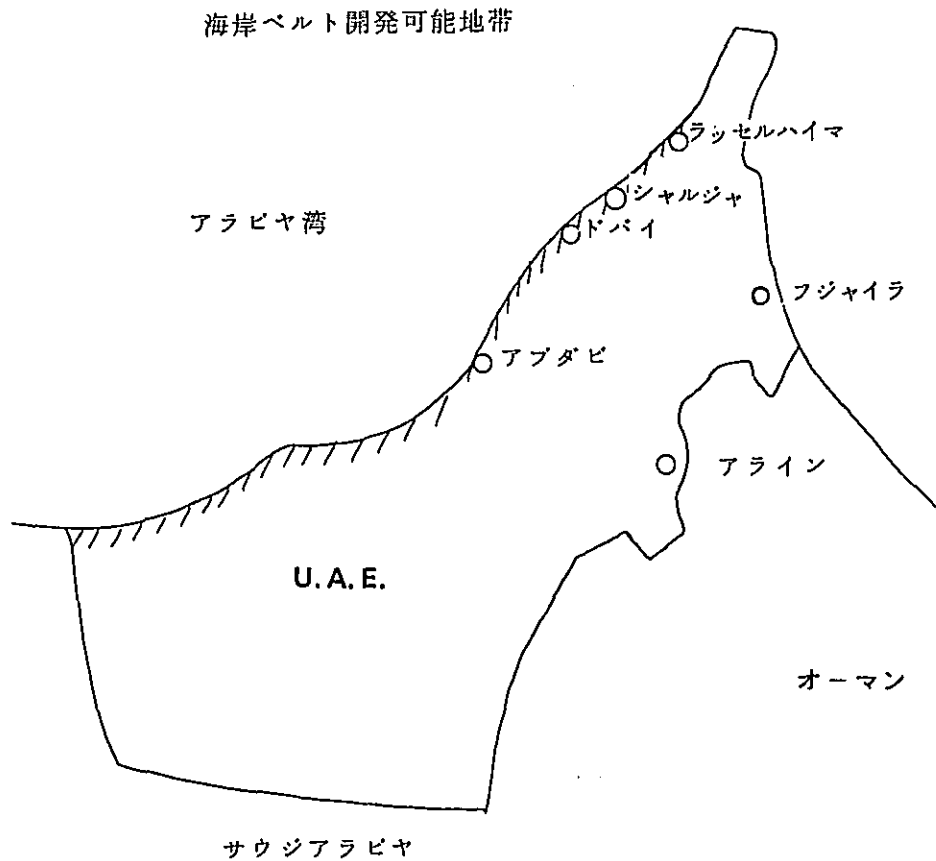 海岸ベルト開発可能地帯
ラッセルハイマ
シャルジャ
アラビヤ湾
ドバイ
フジャイラ
アブダビ
アライン
U.A.E.
オーマン
サウジアラビヤ